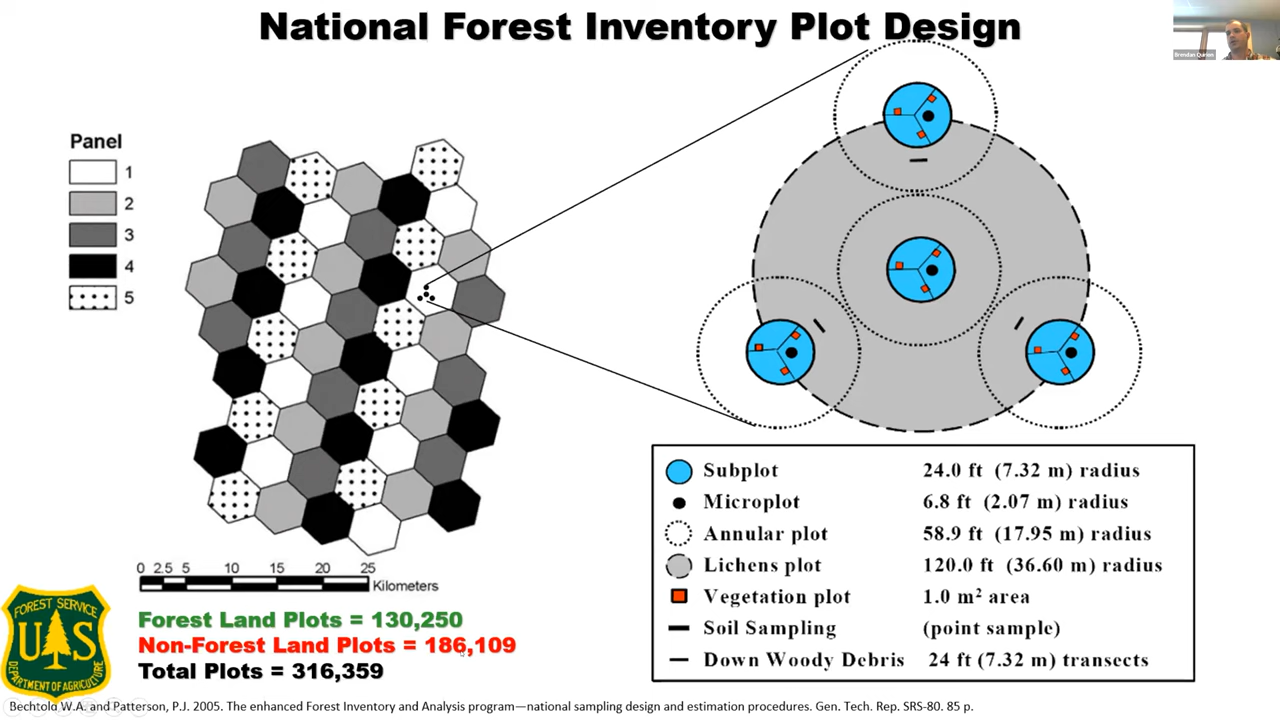 National Forest Inventory Plot Design
Brendan Quirion
Panel
1
2
3
4
5
0 2.5 5 10 15 20 25
Kilometers
Subplot 24.0 ft (7.32 m) radius
Microplot 6.8 ft (2.07 m) radius
Annular plot 58.9 ft (17.95 m) radius
Lichens plot 120.0 ft (36.60 m) radius
Vegetation plot 1.0 m² area
Soil Sampling (point sample)
Down Woody Debris 24 ft (7.32 m) transects
FOREST SERVICE
U S
DEPARTMENT OF AGRICULTURE
Forest Land Plots = 130,250
Non-Forest Land Plots = 186,109
Total Plots = 316,359
Bechtold W.A. and Patterson, P.J. 2005. The enhanced Forest Inventory and Analysis program—national sampling design and estimation procedures. Gen. Tech. Rep. SRS-80. 85 p.